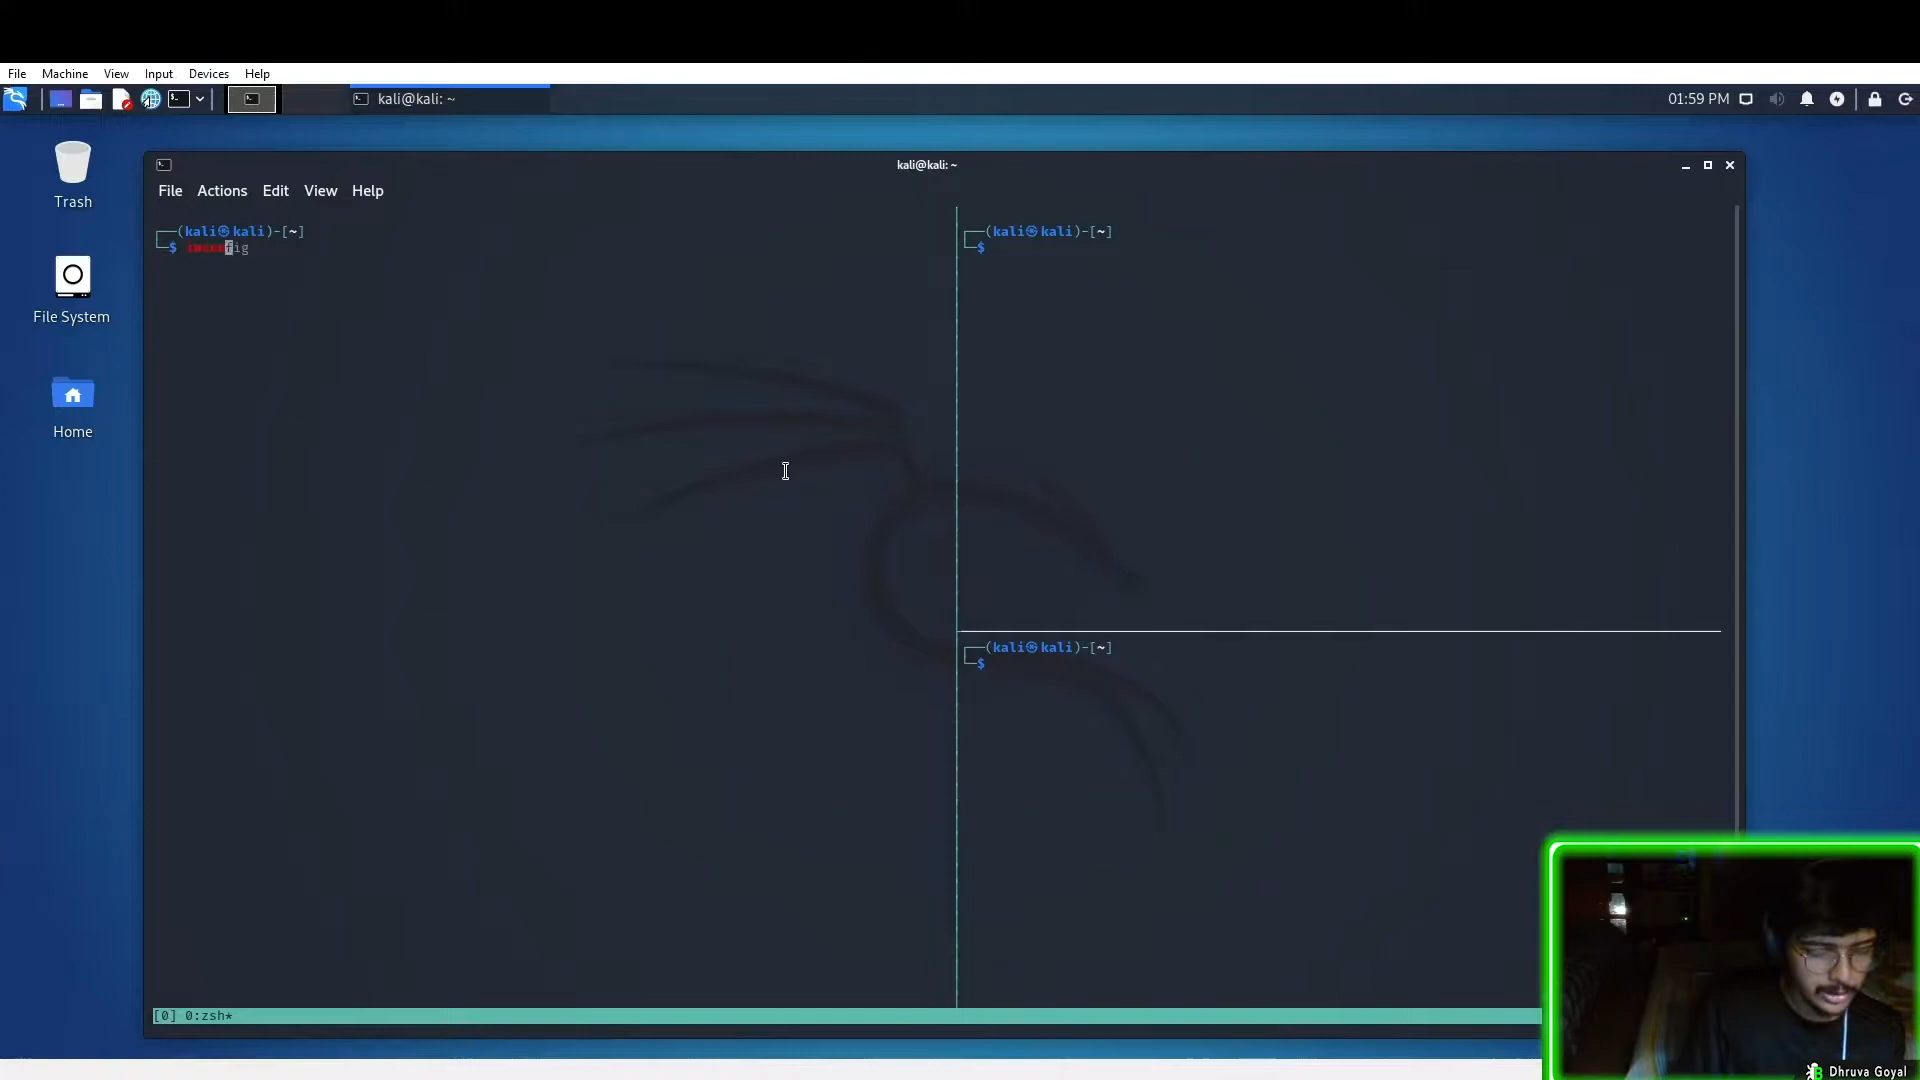 File Machine View Input Devices Help
kali@kali: ~ 01:59 PM
Trash
File System
Home
kali@kali: ~
File Actions Edit View Help
┌──(kali㉿kali)-[~]
└─$ iwconfig
┌──(kali㉿kali)-[~]
└─$
┌──(kali㉿kali)-[~]
└─$
[0] 0:zsh*
Dhruva Goyal